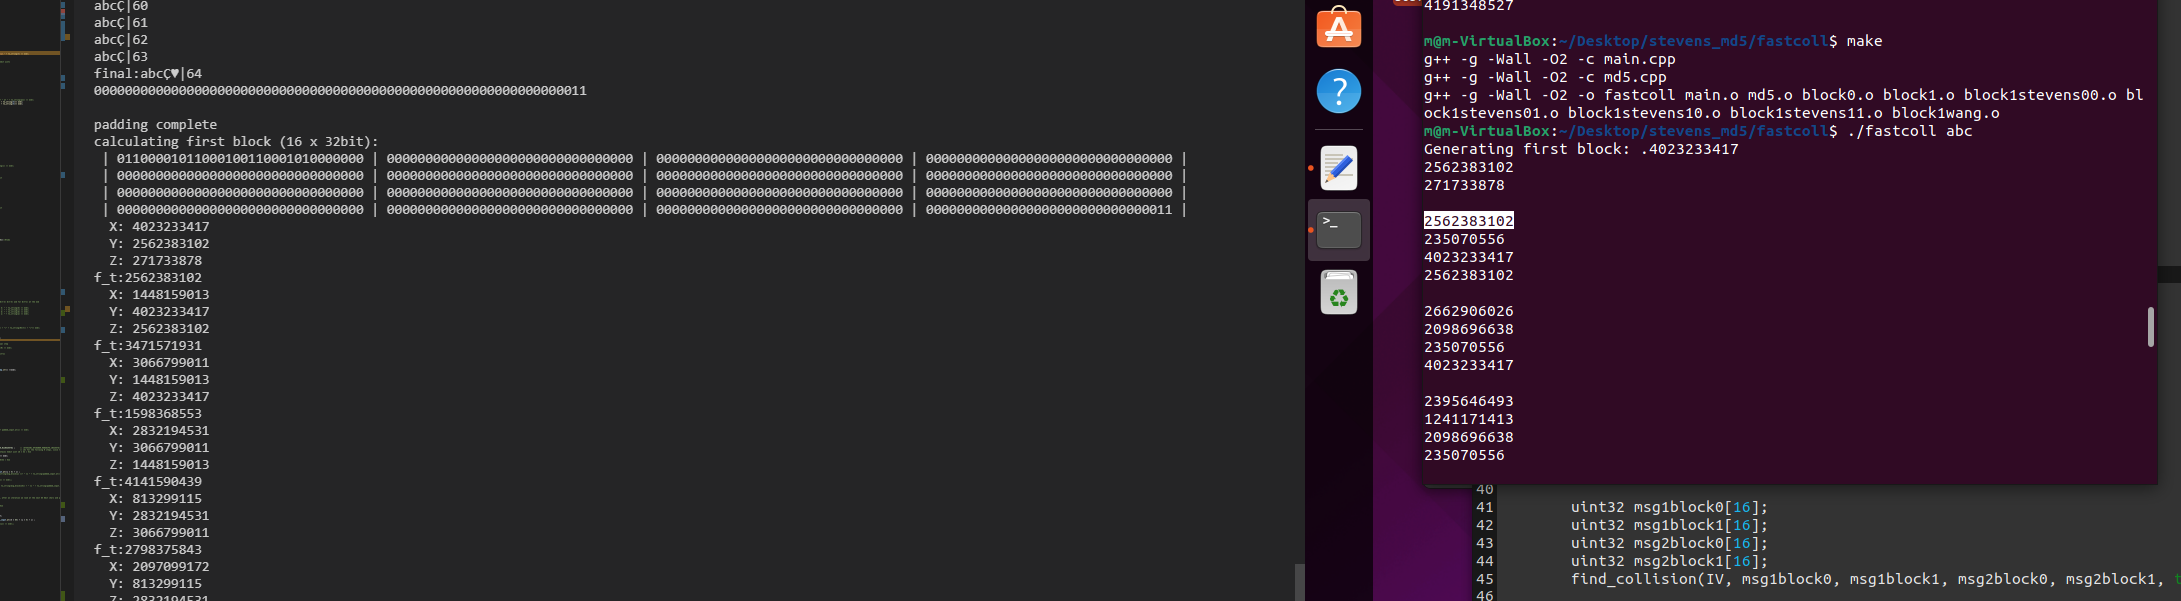 abcÇ|60
abcÇ|61
abcÇ|62
abcÇ|63
final:abcÇ♥|64
0000000000000000000000000000000000000000000000000000000000000011
padding complete
calculating first block (16 x 32bit):
| 01100001011000100110001010000000 | 00000000000000000000000000000000 | 00000000000000000000000000000000 | 00000000000000000000000000000000 |
| 00000000000000000000000000000000 | 00000000000000000000000000000000 | 00000000000000000000000000000000 | 00000000000000000000000000000000 |
| 00000000000000000000000000000000 | 00000000000000000000000000000000 | 00000000000000000000000000000000 | 00000000000000000000000000000000 |
| 00000000000000000000000000000000 | 00000000000000000000000000000000 | 00000000000000000000000000000000 | 00000000000000000000000000000011 |
X: 4023233417
Y: 2562383102
Z: 271733878
f_t:2562383102
X: 1448159013
Y: 4023233417
Z: 2562383102
f_t:3471571931
X: 3066799011
Y: 1448159013
Z: 4023233417
f_t:1598368553
X: 2832194531
Y: 3066799011
Z: 1448159013
f_t:4141590439
X: 813299115
Y: 2832194531
Z: 3066799011
f_t:2798375843
X: 2097099172
Y: 813299115
Z: 2832194531
4191348527
m@m-VirtualBox:~/Desktop/stevens_md5/fastcoll$ make
g++ -g -Wall -O2 -c main.cpp
g++ -g -Wall -O2 -c md5.cpp
g++ -g -Wall -O2 -o fastcoll main.o md5.o block0.o block1.o block1stevens00.o bl
ock1stevens01.o block1stevens10.o block1stevens11.o block1wang.o
m@m-VirtualBox:~/Desktop/stevens_md5/fastcoll$ ./fastcoll abc
Generating first block: .4023233417
2562383102
271733878
2562383102
235070556
4023233417
2562383102
2662906026
2098696638
235070556
4023233417
2395646493
1241171413
2098696638
235070556
40
41 uint32 msg1block0[16];
42 uint32 msg1block1[16];
43 uint32 msg2block0[16];
44 uint32 msg2block1[16];
45 find_collision(IV, msg1block0, msg1block1, msg2block0, msg2block1, t
46